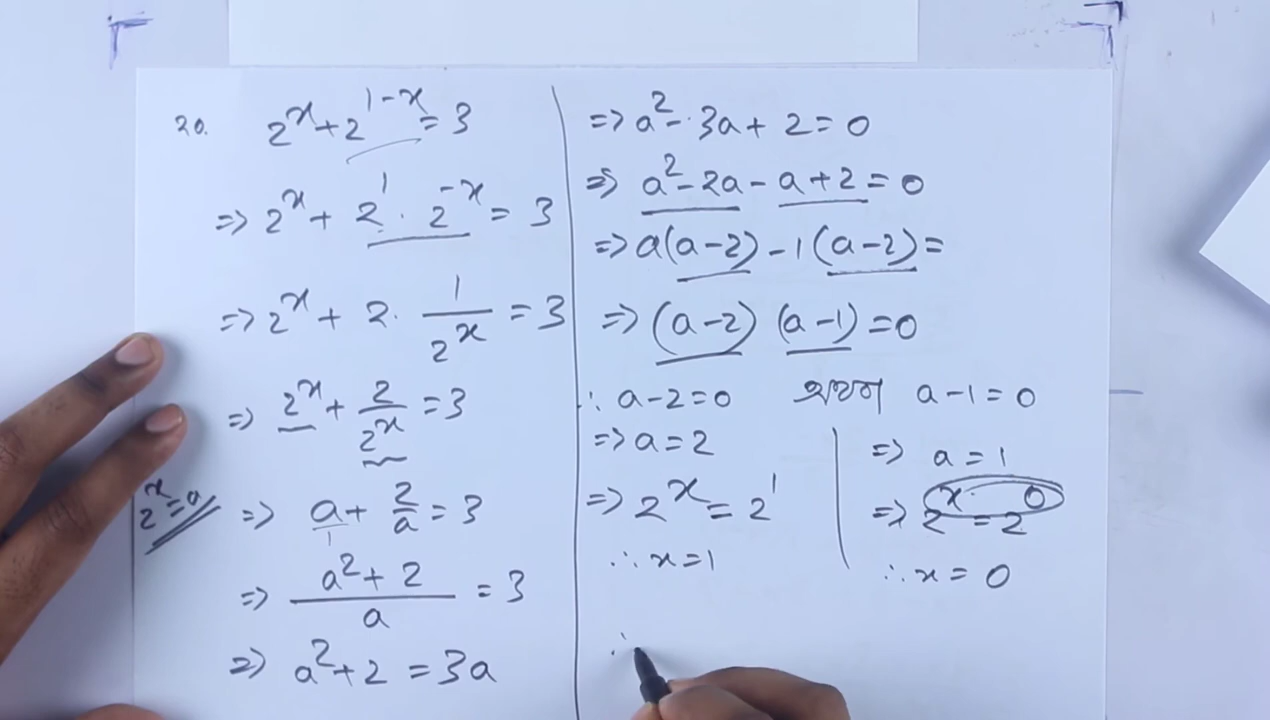 20. 2^x + 2^(1-x) = 3
=> 2^x + 2^1 . 2^-x = 3
=> 2^x + 2 . 1/2^x = 3
=> 2^x + 2/2^x = 3
2^x = a
=> a + 2/a = 3
=> (a^2 + 2)/a = 3
=> a^2 + 2 = 3a
=> a^2 - 3a + 2 = 0
=> a^2 - 2a - a + 2 = 0
=> a(a-2) - 1(a-2) =
=> (a-2) (a-1) = 0
∴ a-2 = 0 অথবা a-1 = 0
=> a = 2
=> 2^x = 2^1
∴ x = 1
=> a = 1
=> 2^x = 2^0
∴ x = 0
∴